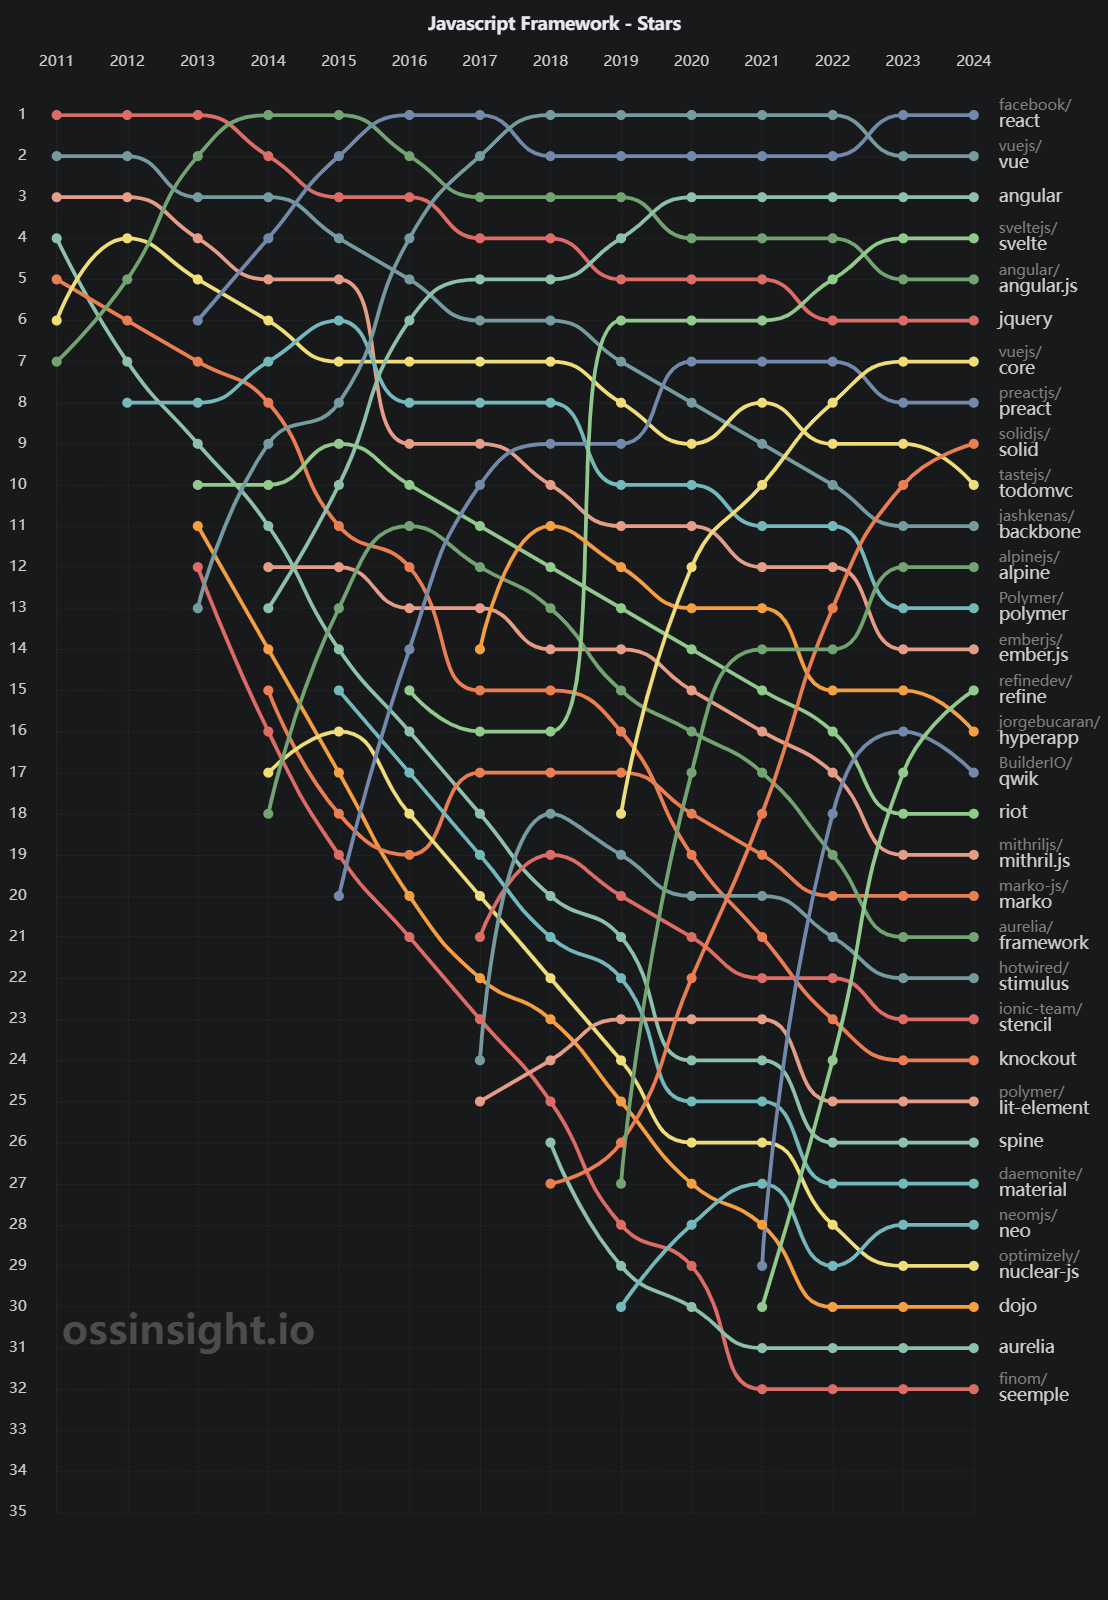 Javascript Framework - Stars
2011 2012 2013 2014 2015 2016 2017 2018 2019 2020 2021 2022 2023 2024
1
facebook/
react
2
vuejs/
vue
3
angular
4
sveltejs/
svelte
5
angular/
angular.js
6
jquery
7
vuejs/
core
8
preactjs/
preact
9
solidjs/
solid
10
tastejs/
todomvc
11
jashkenas/
backbone
12
alpinejs/
alpine
13
Polymer/
polymer
14
emberjs/
ember.js
15
refinedev/
refine
16
jorgebucaran/
hyperapp
17
BuilderIO/
qwik
18
riot
19
mithriljs/
mithril.js
20
marko-js/
marko
21
aurelia/
framework
22
hotwired/
stimulus
23
ionic-team/
stencil
24
knockout
25
polymer/
lit-element
26
spine
27
daemonite/
material
28
neomjs/
neo
29
optimizely/
nuclear-js
30
dojo
ossinsight.io
31
aurelia
32
finom/
seemple
33
34
35